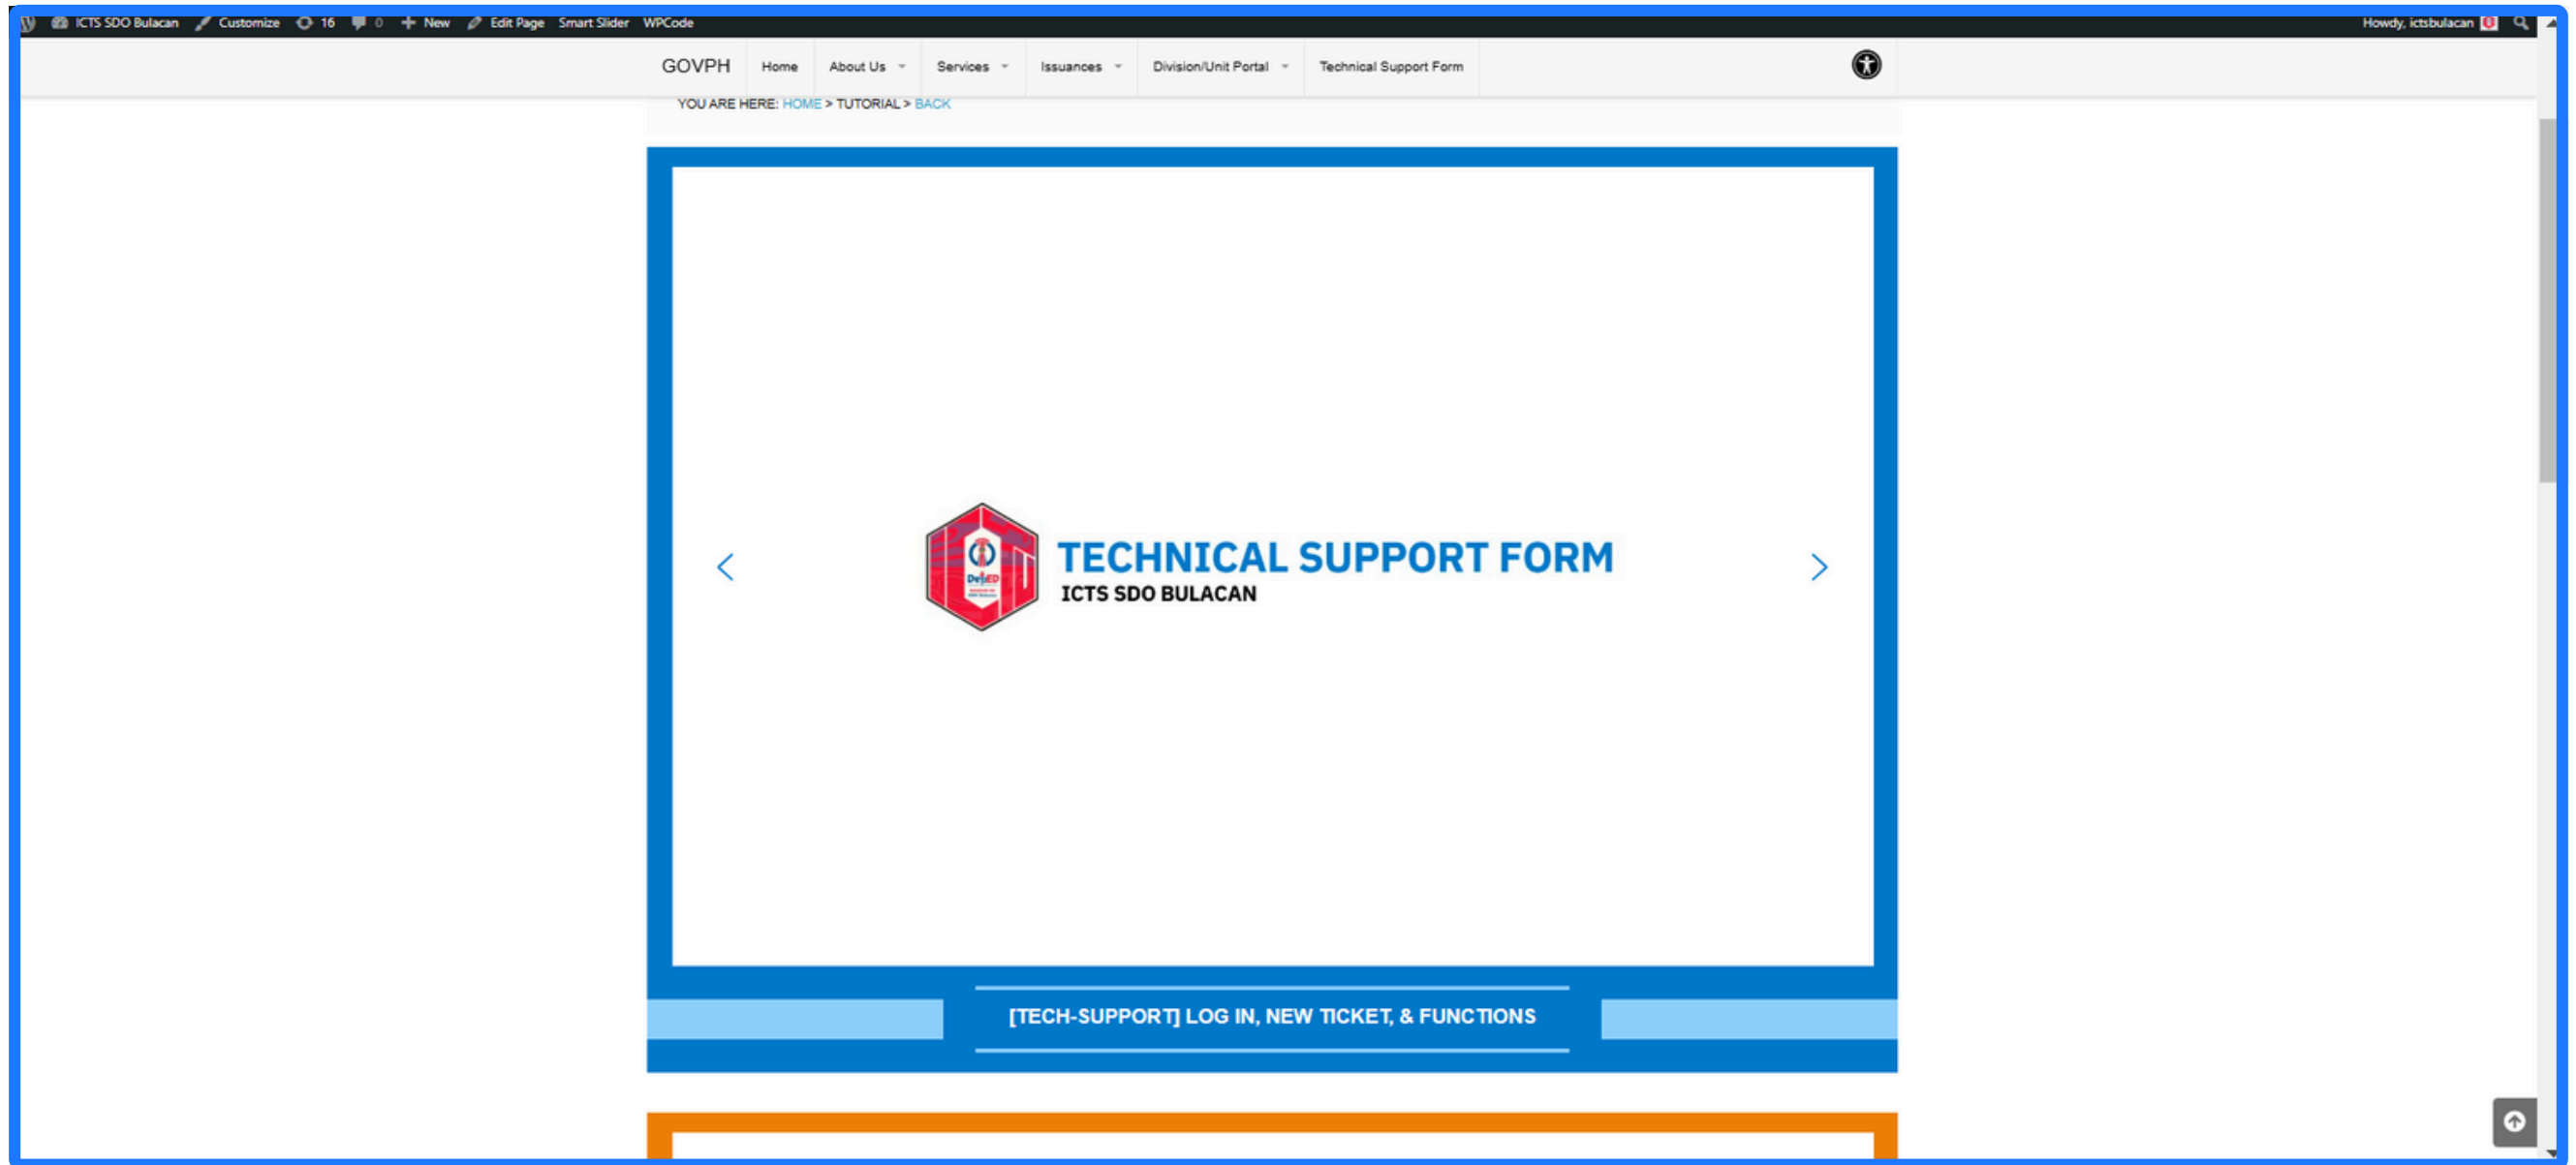 ICTS SDO Bulacan Customize 16 0 New Edit Page Smart Slider WPCode Howdy, ictsbulacan
GOVPH Home About Us Services Issuances Division/Unit Portal Technical Support Form
YOU ARE HERE: HOME > TUTORIAL > BACK
DepED
TECHNICAL SUPPORT FORM
ICTS SDO BULACAN
[TECH-SUPPORT] LOG IN, NEW TICKET, & FUNCTIONS